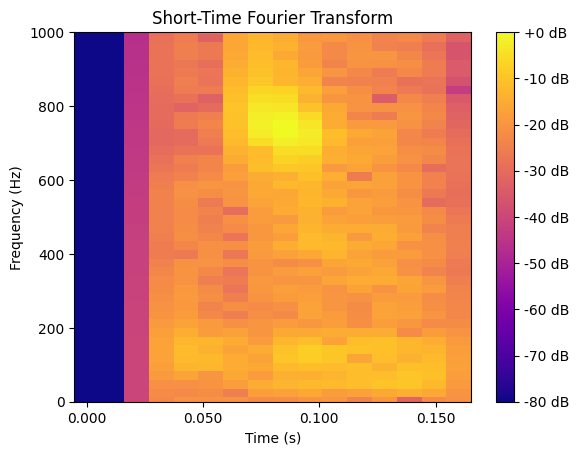 Short-Time Fourier Transform
Frequency (Hz)
1000
800
600
400
200
0
0.000
0.050
0.100
0.150
Time (s)
+0 dB
-10 dB
-20 dB
-30 dB
-40 dB
-50 dB
-60 dB
-70 dB
-80 dB